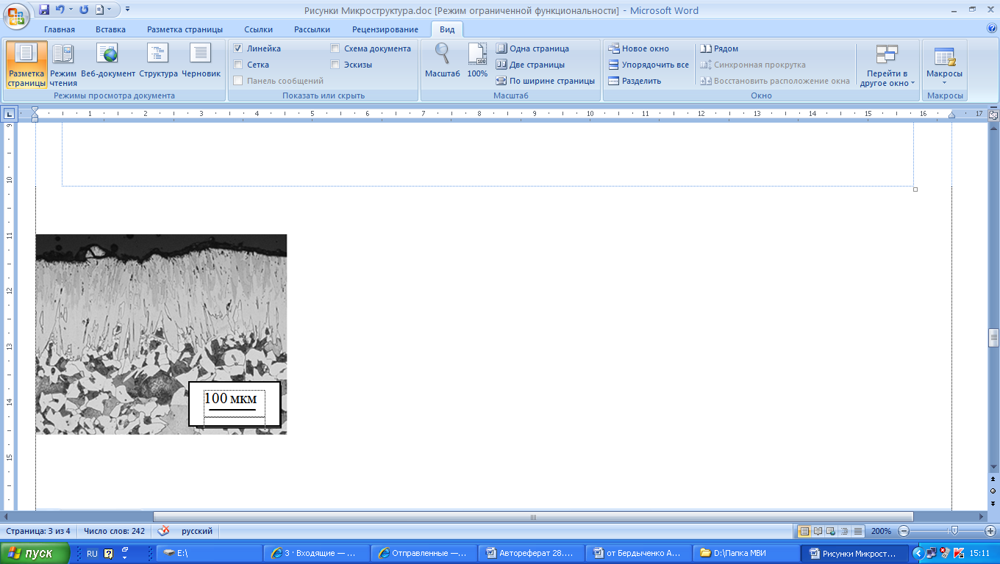 Рисунки Микроструктура.doc [Режим ограниченной функциональности] - Microsoft Word
Главная Вставка Разметка страницы Ссылки Рассылки Рецензирование Вид
Разметка страницы
Режим чтения
Веб-документ
Структура
Черновик
Режимы просмотра документа
Линейка
Сетка
Панель сообщений
Схема документа
Эскизы
Показать или скрыть
Масштаб
100%
Одна страница
Две страницы
По ширине страницы
Масштаб
Новое окно
Упорядочить все
Разделить
Рядом
Синхронная прокрутка
Восстановить расположение окна
Перейти в другое окно
Окно
Макросы
Макросы
1 2 3 4 5 6 7 8 9 10 11 12 13 14 15 16 17
9
10
11
12
13
14
15
100 мкм
Страница: 3 из 4 Число слов: 242 русский 200%
пуск RU E:\ 3 · Входящие — ... Отправленные —... Автореферат 28.... от Бердыченко А... D:\Папка МВИ Рисунки Микрост... 15:11